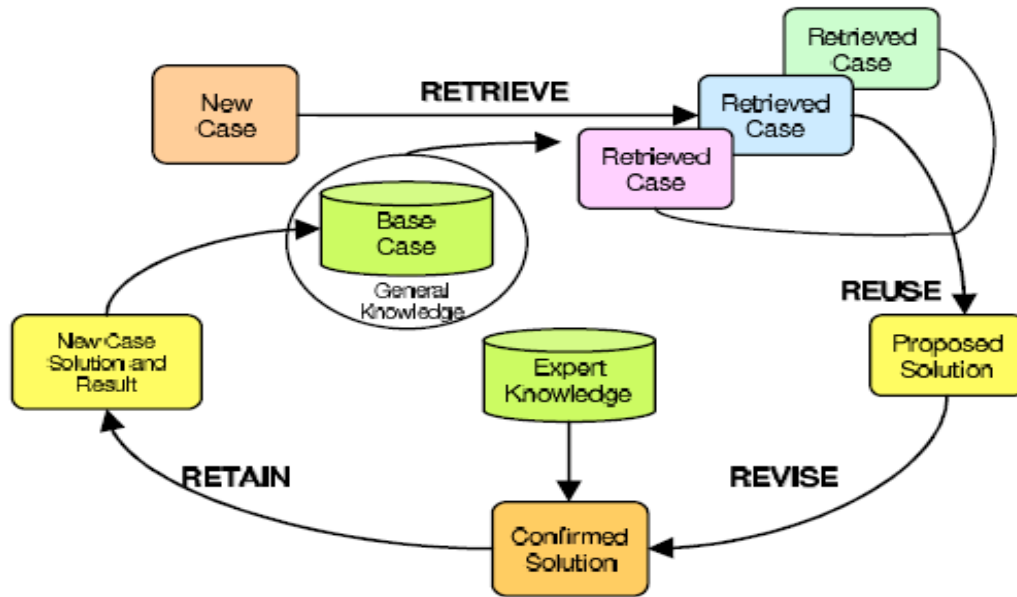 Retrieved
Case
New
Case
RETRIEVE
Retrieved
Case
Retrieved
Case
Base
Case
General
Knowledge
REUSE
New Case
Solution and
Result
Expert
Knowledge
Proposed
Solution
RETAIN
REVISE
Confirmed
Solution